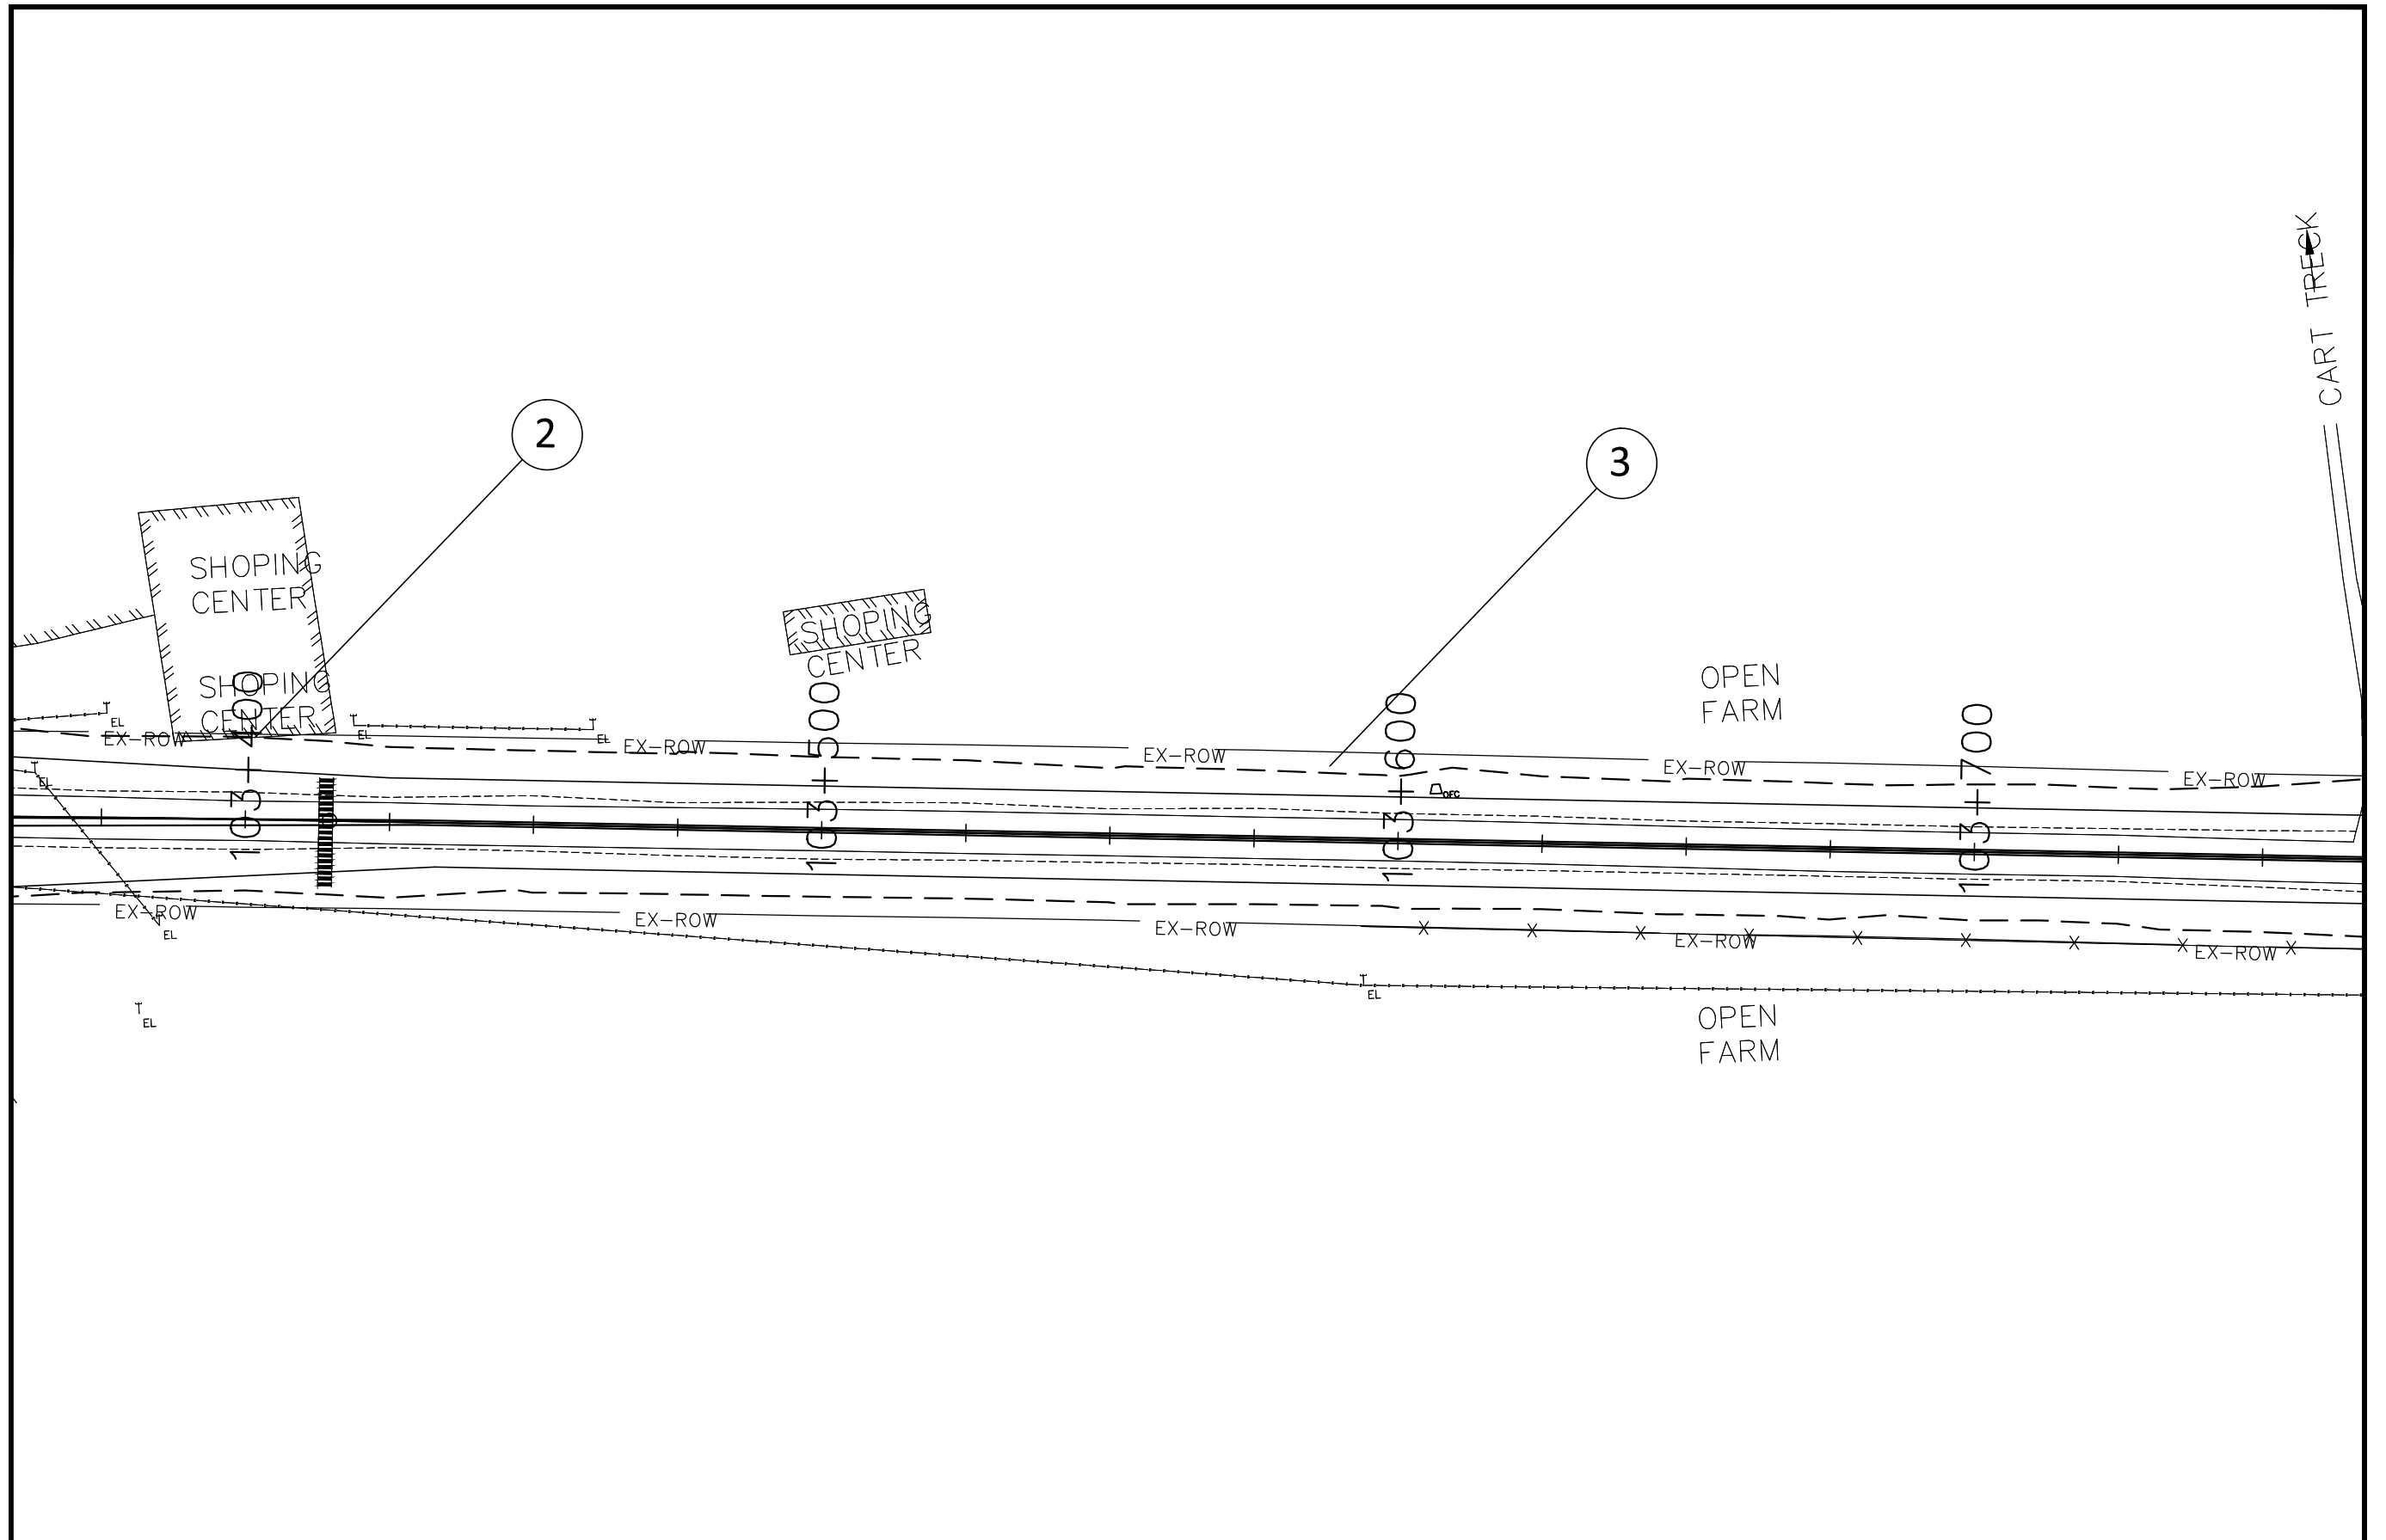 CART TRECK
2
3
SHOPING
CENTER
SHOPING
CENTER
SHOPING
CENTER
OPEN
FARM
103+400
103+500
103+600
103+700
EL
EL
EL
EX-ROW
EX-ROW
EX-ROW
EX-ROW
EX-ROW
EL
OFC
EX-ROW
EX-ROW
EX-ROW
EX-ROW
EX-ROW
EL
EL
EL
OPEN
FARM